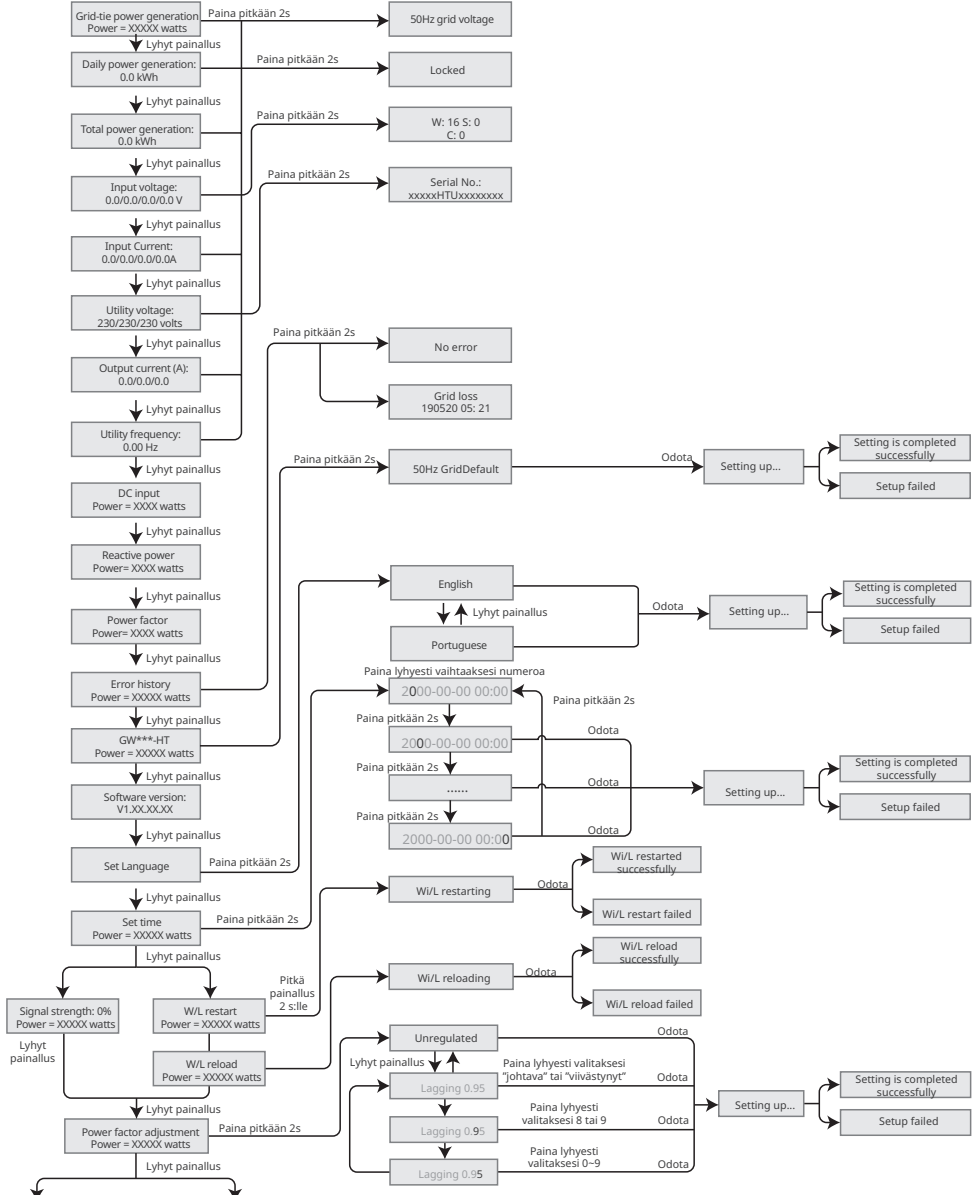 Grid-tie power generation
Power = XXXXX watts
Paina pitkään 2s
50Hz grid voltage
Lyhyt painallus
Daily power generation:
0.0 kWh
Paina pitkään 2s
Locked
Lyhyt painallus
Total power generation:
0.0 kWh
Paina pitkään 2s
W: 16 S: 0
C: 0
Lyhyt painallus
Input voltage:
0.0/0.0/0.0/0.0 V
Paina pitkään 2s
Serial No.:
xxxxxHTUxxxxxxxx
Lyhyt painallus
Input Current:
0.0/0.0/0.0/0.0A
Lyhyt painallus
Utility voltage:
230/230/230 volts
Lyhyt painallus
Paina pitkään 2s
No error
Output current (A):
0.0/0.0/0.0
Grid loss
190520 05: 21
Lyhyt painallus
Utility frequency:
0.00 Hz
Lyhyt painallus
Paina pitkään 2s
50Hz GridDefault
Odota
Setting up...
Setting is completed
successfully
Setup failed
DC input
Power = XXXX watts
Lyhyt painallus
Reactive power
Power= XXXX watts
Lyhyt painallus
Power factor
Power= XXXX watts
English
Lyhyt painallus
Portuguese
Odota
Setting up...
Setting is completed
successfully
Setup failed
Lyhyt painallus
Error history
Power = XXXXX watts
Paina lyhyesti vaihtaaksesi numeroa
2000-00-00 00:00
Paina pitkään 2s
Lyhyt painallus
Paina pitkään 2s
GW***-HT
Power = XXXXX watts
2000-00-00 00:00
Odota
Lyhyt painallus
Paina pitkään 2s
Software version:
V1.XX.XX.XX
......
Odota
Setting up...
Setting is completed
successfully
Setup failed
Paina pitkään 2s
Lyhyt painallus
2000-00-00 00:00
Odota
Set Language
Paina pitkään 2s
Wi/L restarting
Odota
Wi/L restarted
successfully
Wi/L restart failed
Lyhyt painallus
Set time
Power = XXXXX watts
Paina pitkään 2s
Lyhyt painallus
Wi/L reloading
Odota
Wi/L reload
successfully
Wi/L reload failed
Signal strength: 0%
Power = XXXXX watts
W/L restart
Power = XXXXX watts
Pitkä
painallus
2 s:lle
Lyhyt
painallus
W/L reload
Power = XXXXX watts
Unregulated
Odota
Lyhyt painallus
Paina lyhyesti valitaksesi
“johtava” tai “viivästynyt”
Lagging 0.95
Odota
Lyhyt painallus
Power factor adjustment
Power = XXXXX watts
Paina pitkään 2s
Lagging 0.95
Paina lyhyesti
valitaksesi 8 tai 9
Odota
Setting up...
Setting is completed
successfully
Setup failed
Lyhyt painallus
Lagging 0.95
Paina lyhyesti
valitaksesi 0~9
Odota